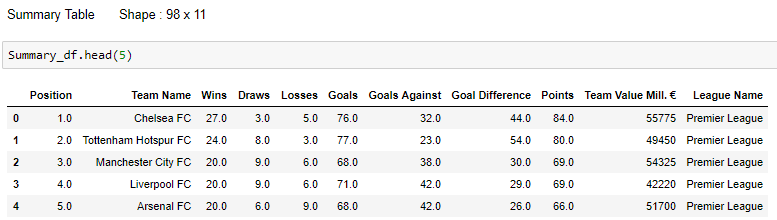 Summary Table Shape : 98 x 11
Summary_df.head(5)
Position Team Name Wins Draws Losses Goals Goals Against Goal Difference Points Team Value Mill. € League Name
0 1.0 Chelsea FC 27.0 3.0 5.0 76.0 32.0 44.0 84.0 55775 Premier League
1 2.0 Tottenham Hotspur FC 24.0 8.0 3.0 77.0 23.0 54.0 80.0 49450 Premier League
2 3.0 Manchester City FC 20.0 9.0 6.0 68.0 38.0 30.0 69.0 54325 Premier League
3 4.0 Liverpool FC 20.0 9.0 6.0 71.0 42.0 29.0 69.0 42220 Premier League
4 5.0 Arsenal FC 20.0 6.0 9.0 68.0 42.0 26.0 66.0 51700 Premier League